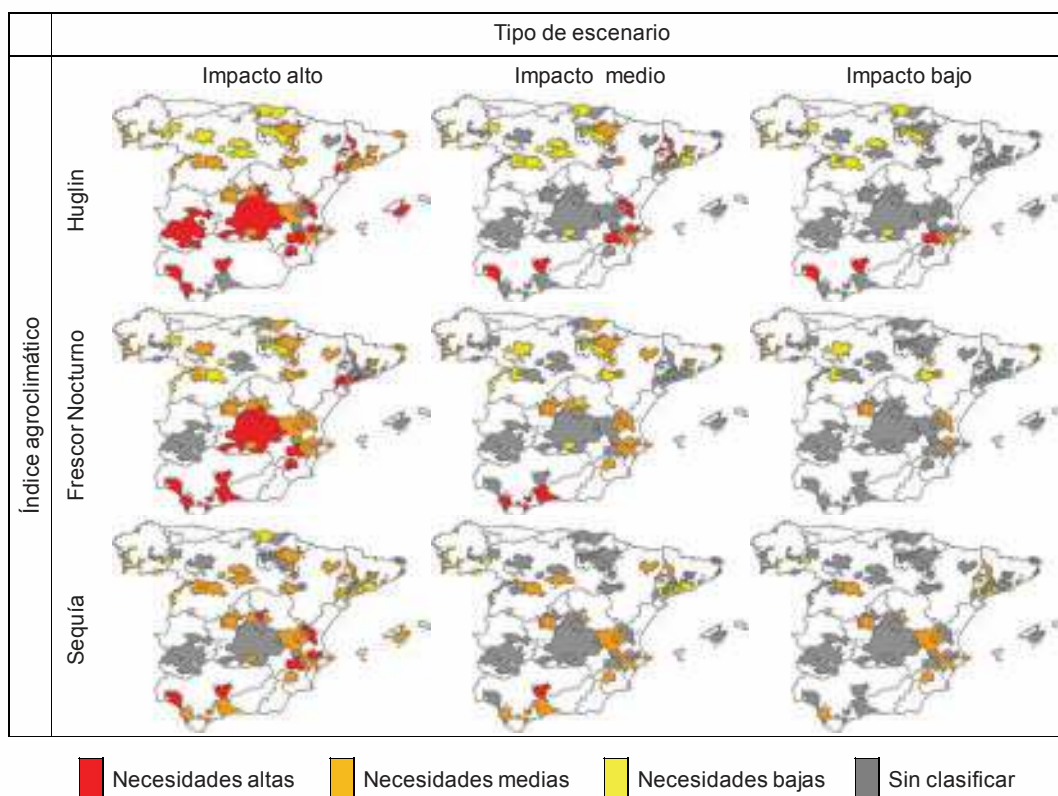 Tipo de escenario
Impacto alto
Impacto medio
Impacto bajo
Índice agroclimático
Huglin
Frescor Nocturno
Sequía
Necesidades altas
Necesidades medias
Necesidades bajas
Sin clasificar